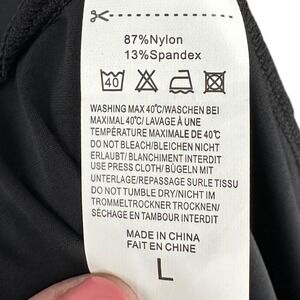 87%Nylon
13%Spandex
40
WASHING MAX 40℃/WASCHEN BEI
MAXIMAL 40℃/ LAVAGE À UNE
TEMPÉRATURE MAXIMALE DE 40℃
DO NOT BLEACH/BLEICHEN NICHT
ERLAUBT/ BLANCHIMENT INTERDIT
USE PRESS CLOTH/ BÜGELN MIT
UNTERLAGE/REPASSAGE SURLE TISSU
DO NOT TUMBLE DRY/NICHT IM
TROMMELTROCKNER TROCKNEN/
SÉCHAGE EN TAMBOUR INTERDIT
MADE IN CHINA
FAIT EN CHINE
L